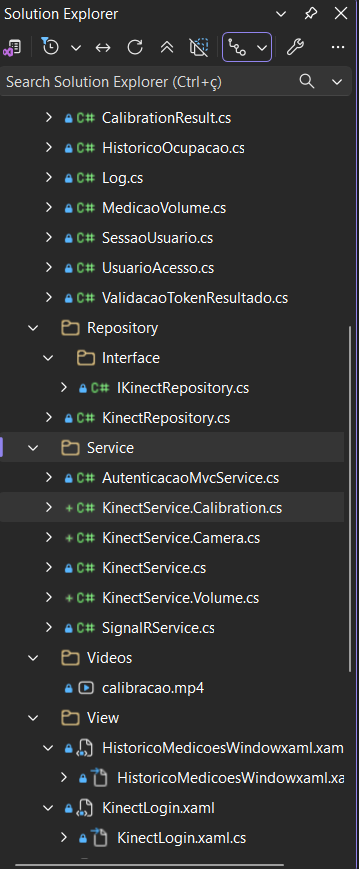 Solution Explorer
Search Solution Explorer (Ctrl+ç)
C# CalibrationResult.cs
C# HistoricoOcupacao.cs
C# Log.cs
C# MedicaoVolume.cs
C# SessaoUsuario.cs
C# UsuarioAcesso.cs
C# ValidacaoTokenResultado.cs
Repository
Interface
C# IKinectRepository.cs
C# KinectRepository.cs
Service
C# AutenticacaoMvcService.cs
+ C# KinectService.Calibration.cs
+ C# KinectService.Camera.cs
C# KinectService.cs
+ C# KinectService.Volume.cs
C# SignalRService.cs
Videos
calibracao.mp4
View
HistoricoMedicoesWindowxaml.xam
HistoricoMedicoesWindowxaml.xa
KinectLogin.xaml
KinectLogin.xaml.cs